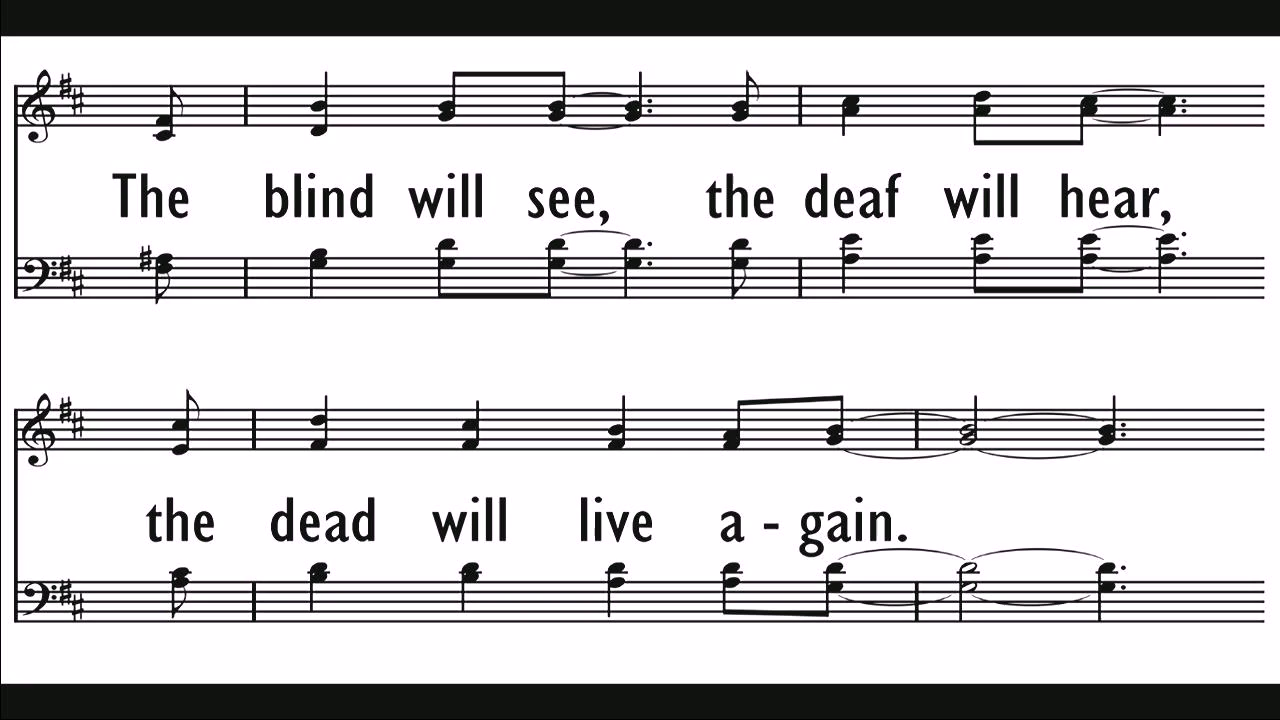 The blind will see, the deaf will hear,
the dead will live a - gain.